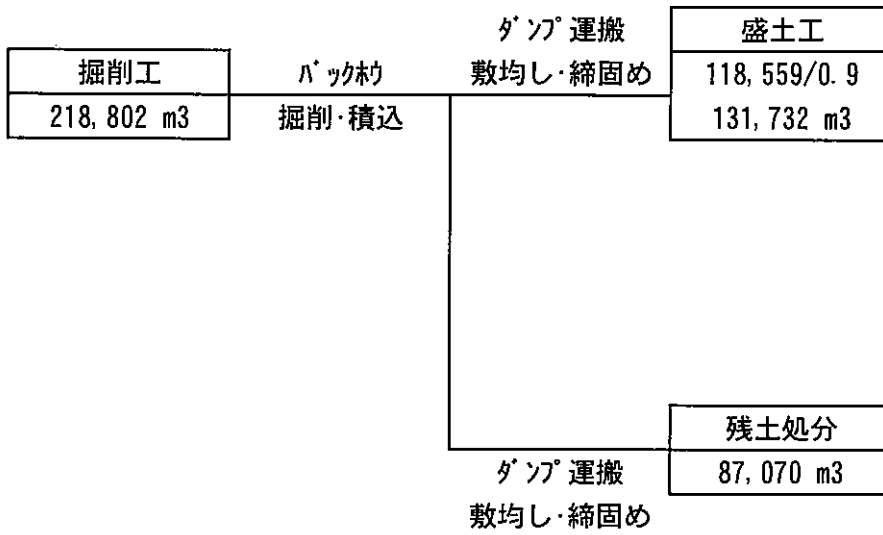 掘削工
218,802 m3
ﾊﾞｯｸﾎｳ
掘削･積込
ﾀﾞﾝﾌﾟ運搬
敷均し･締固め
盛土工
118,559/0.9
131,732 m3
残土処分
87,070 m3
ﾀﾞﾝﾌﾟ運搬
敷均し･締固め